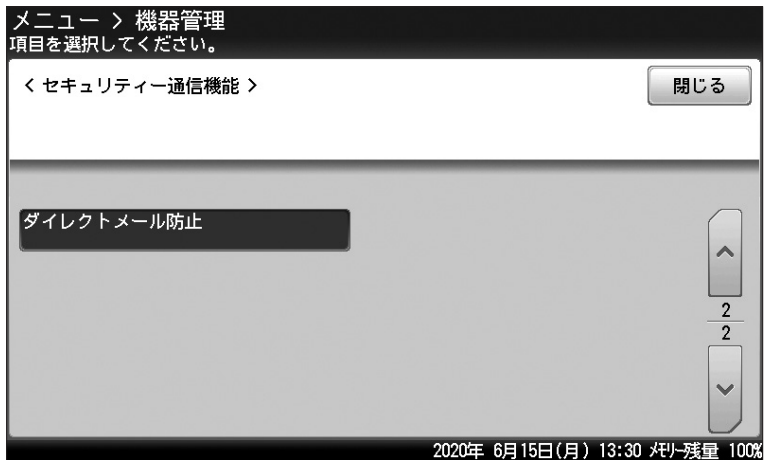 メニュー > 機器管理
項目を選択してください。
< セキュリティー通信機能 >
閉じる
ダイレクトメール防止
2
2
2020年 6月15日(月) 13:30 メモリー残量 100%